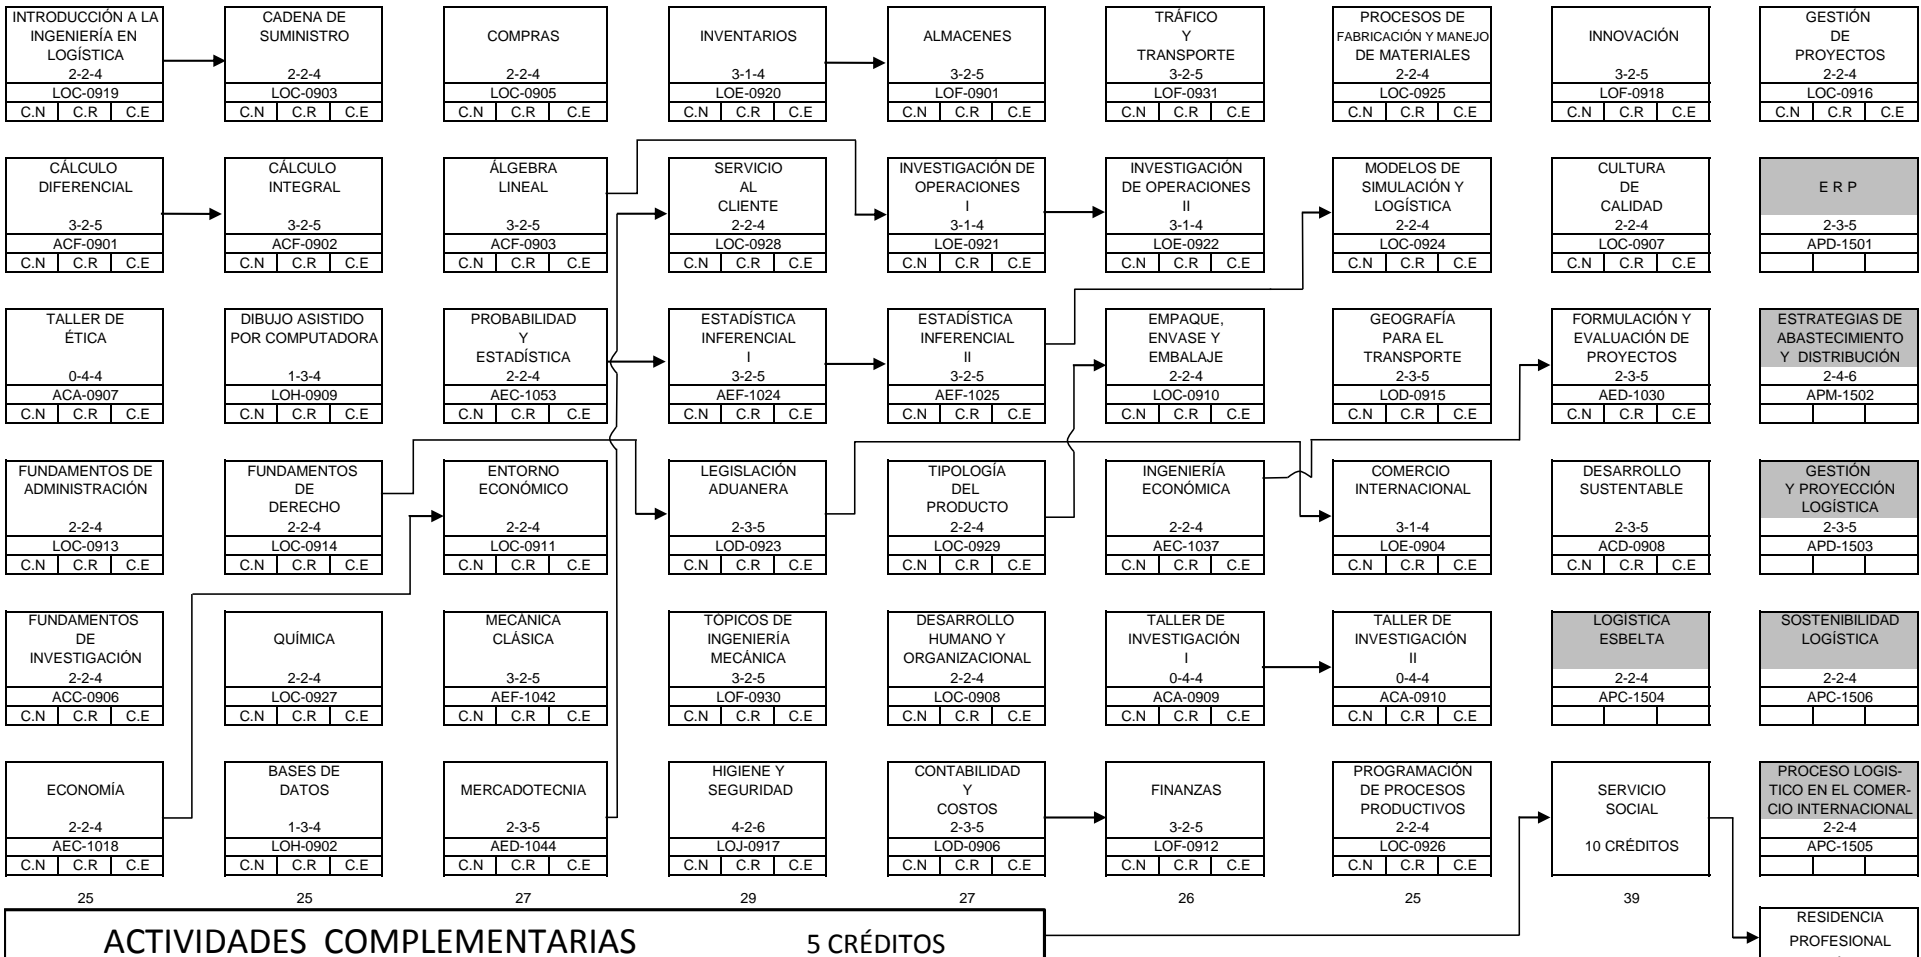 INTRODUCCIÓN A LA
INGENIERÍA EN
LOGÍSTICA
2-2-4
LOC-0919
C.N C.R C.E
CADENA DE
SUMINISTRO
2-2-4
LOC-0903
C.N C.R C.E
COMPRAS
2-2-4
LOC-0905
C.N C.R C.E
INVENTARIOS
3-1-4
LOE-0920
C.N C.R C.E
ALMACENES
3-2-5
LOF-0901
C.N C.R C.E
TRÁFICO
Y
TRANSPORTE
3-2-5
LOF-0931
C.N C.R C.E
PROCESOS DE
FABRICACIÓN Y MANEJO
DE MATERIALES
2-2-4
LOC-0925
C.N C.R C.E
INNOVACIÓN
3-2-5
LOF-0918
C.N C.R C.E
GESTIÓN
DE
PROYECTOS
2-2-4
LOC-0916
C.N C.R C.E
CÁLCULO
DIFERENCIAL
3-2-5
ACF-0901
C.N C.R C.E
CÁLCULO
INTEGRAL
3-2-5
ACF-0902
C.N C.R C.E
ÁLGEBRA
LINEAL
3-2-5
ACF-0903
C.N C.R C.E
SERVICIO
AL
CLIENTE
2-2-4
LOC-0928
C.N C.R C.E
INVESTIGACIÓN DE
OPERACIONES
I
3-1-4
LOE-0921
C.N C.R C.E
INVESTIGACIÓN
DE OPERACIONES
II
3-1-4
LOE-0922
C.N C.R C.E
MODELOS DE
SIMULACIÓN Y
LOGÍSTICA
2-2-4
LOC-0924
C.N C.R C.E
CULTURA
DE
CALIDAD
2-2-4
LOC-0907
C.N C.R C.E
E R P
2-3-5
APD-1501
TALLER DE
ÉTICA
0-4-4
ACA-0907
C.N C.R C.E
DIBUJO ASISTIDO
POR COMPUTADORA
1-3-4
LOH-0909
C.N C.R C.E
PROBABILIDAD
Y
ESTADÍSTICA
2-2-4
AEC-1053
C.N C.R C.E
ESTADÍSTICA
INFERENCIAL
I
3-2-5
AEF-1024
C.N C.R C.E
ESTADÍSTICA
INFERENCIAL
II
3-2-5
AEF-1025
C.N C.R C.E
EMPAQUE,
ENVASE Y
EMBALAJE
2-2-4
LOC-0910
C.N C.R C.E
GEOGRAFÍA
PARA EL
TRANSPORTE
2-3-5
LOD-0915
C.N C.R C.E
FORMULACIÓN Y
EVALUACIÓN DE
PROYECTOS
2-3-5
AED-1030
C.N C.R C.E
ESTRATEGIAS DE
ABASTECIMIENTO
Y DISTRIBUCIÓN
2-4-6
APM-1502
FUNDAMENTOS DE
ADMINISTRACIÓN
2-2-4
LOC-0913
C.N C.R C.E
FUNDAMENTOS
DE
DERECHO
2-2-4
LOC-0914
C.N C.R C.E
ENTORNO
ECONÓMICO
2-2-4
LOC-0911
C.N C.R C.E
LEGISLACIÓN
ADUANERA
2-3-5
LOD-0923
C.N C.R C.E
TIPOLOGÍA
DEL
PRODUCTO
2-2-4
LOC-0929
C.N C.R C.E
INGENIERÍA
ECONÓMICA
2-2-4
AEC-1037
C.N C.R C.E
COMERCIO
INTERNACIONAL
3-1-4
LOE-0904
C.N C.R C.E
DESARROLLO
SUSTENTABLE
2-3-5
ACD-0908
C.N C.R C.E
GESTIÓN
Y PROYECCIÓN
LOGÍSTICA
2-3-5
APD-1503
FUNDAMENTOS
DE
INVESTIGACIÓN
2-2-4
ACC-0906
C.N C.R C.E
QUÍMICA
2-2-4
LOC-0927
C.N C.R C.E
MECÁNICA
CLÁSICA
3-2-5
AEF-1042
C.N C.R C.E
TÓPICOS DE
INGENIERÍA
MECÁNICA
3-2-5
LOF-0930
C.N C.R C.E
DESARROLLO
HUMANO Y
ORGANIZACIONAL
2-2-4
LOC-0908
C.N C.R C.E
TALLER DE
INVESTIGACIÓN
I
0-4-4
ACA-0909
C.N C.R C.E
TALLER DE
INVESTIGACIÓN
II
0-4-4
ACA-0910
C.N C.R C.E
LOGÍSTICA
ESBELTA
2-2-4
APC-1504
SOSTENIBILIDAD
LOGÍSTICA
2-2-4
APC-1506
ECONOMÍA
2-2-4
AEC-1018
C.N C.R C.E
BASES DE
DATOS
1-3-4
LOH-0902
C.N C.R C.E
MERCADOTECNIA
2-3-5
AED-1044
C.N C.R C.E
HIGIENE Y
SEGURIDAD
4-2-6
LOJ-0917
C.N C.R C.E
CONTABILIDAD
Y
COSTOS
2-3-5
LOD-0906
C.N C.R C.E
FINANZAS
3-2-5
LOF-0912
C.N C.R C.E
PROGRAMACIÓN
DE PROCESOS
PRODUCTIVOS
2-2-4
LOC-0926
C.N C.R C.E
SERVICIO
SOCIAL
10 CRÉDITOS
PROCESO LOGIS-
TICO EN EL COMER-
CIO INTERNACIONAL
2-2-4
APC-1505
25 25 27 29 27 26 25 39
ACTIVIDADES COMPLEMENTARIAS 5 CRÉDITOS
RESIDENCIA
PROFESIONAL